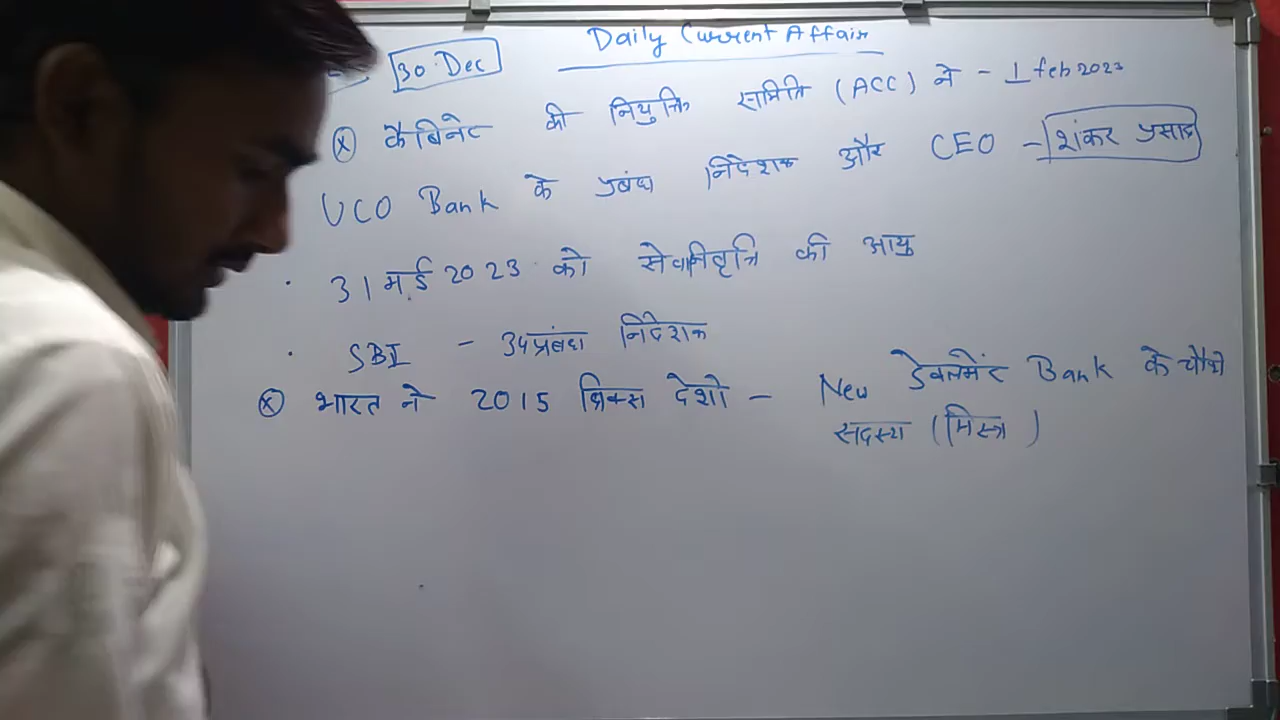 Daily Current Affair
30 Dec
कैबिनेट की नियुक्ति समिति (ACC) ने - 1 feb 2023
UCO Bank के प्रबंध निदेशक और CEO - शंकर प्रसाद
31 मई 2023 को सेवानिवृत्ति की आयु
SBI - उपप्रबंध निदेशक
भारत ने 2015 ब्रिक्स देशो - New डेवलमेंट Bank के चौथे
सदस्य (मिस्त्र)